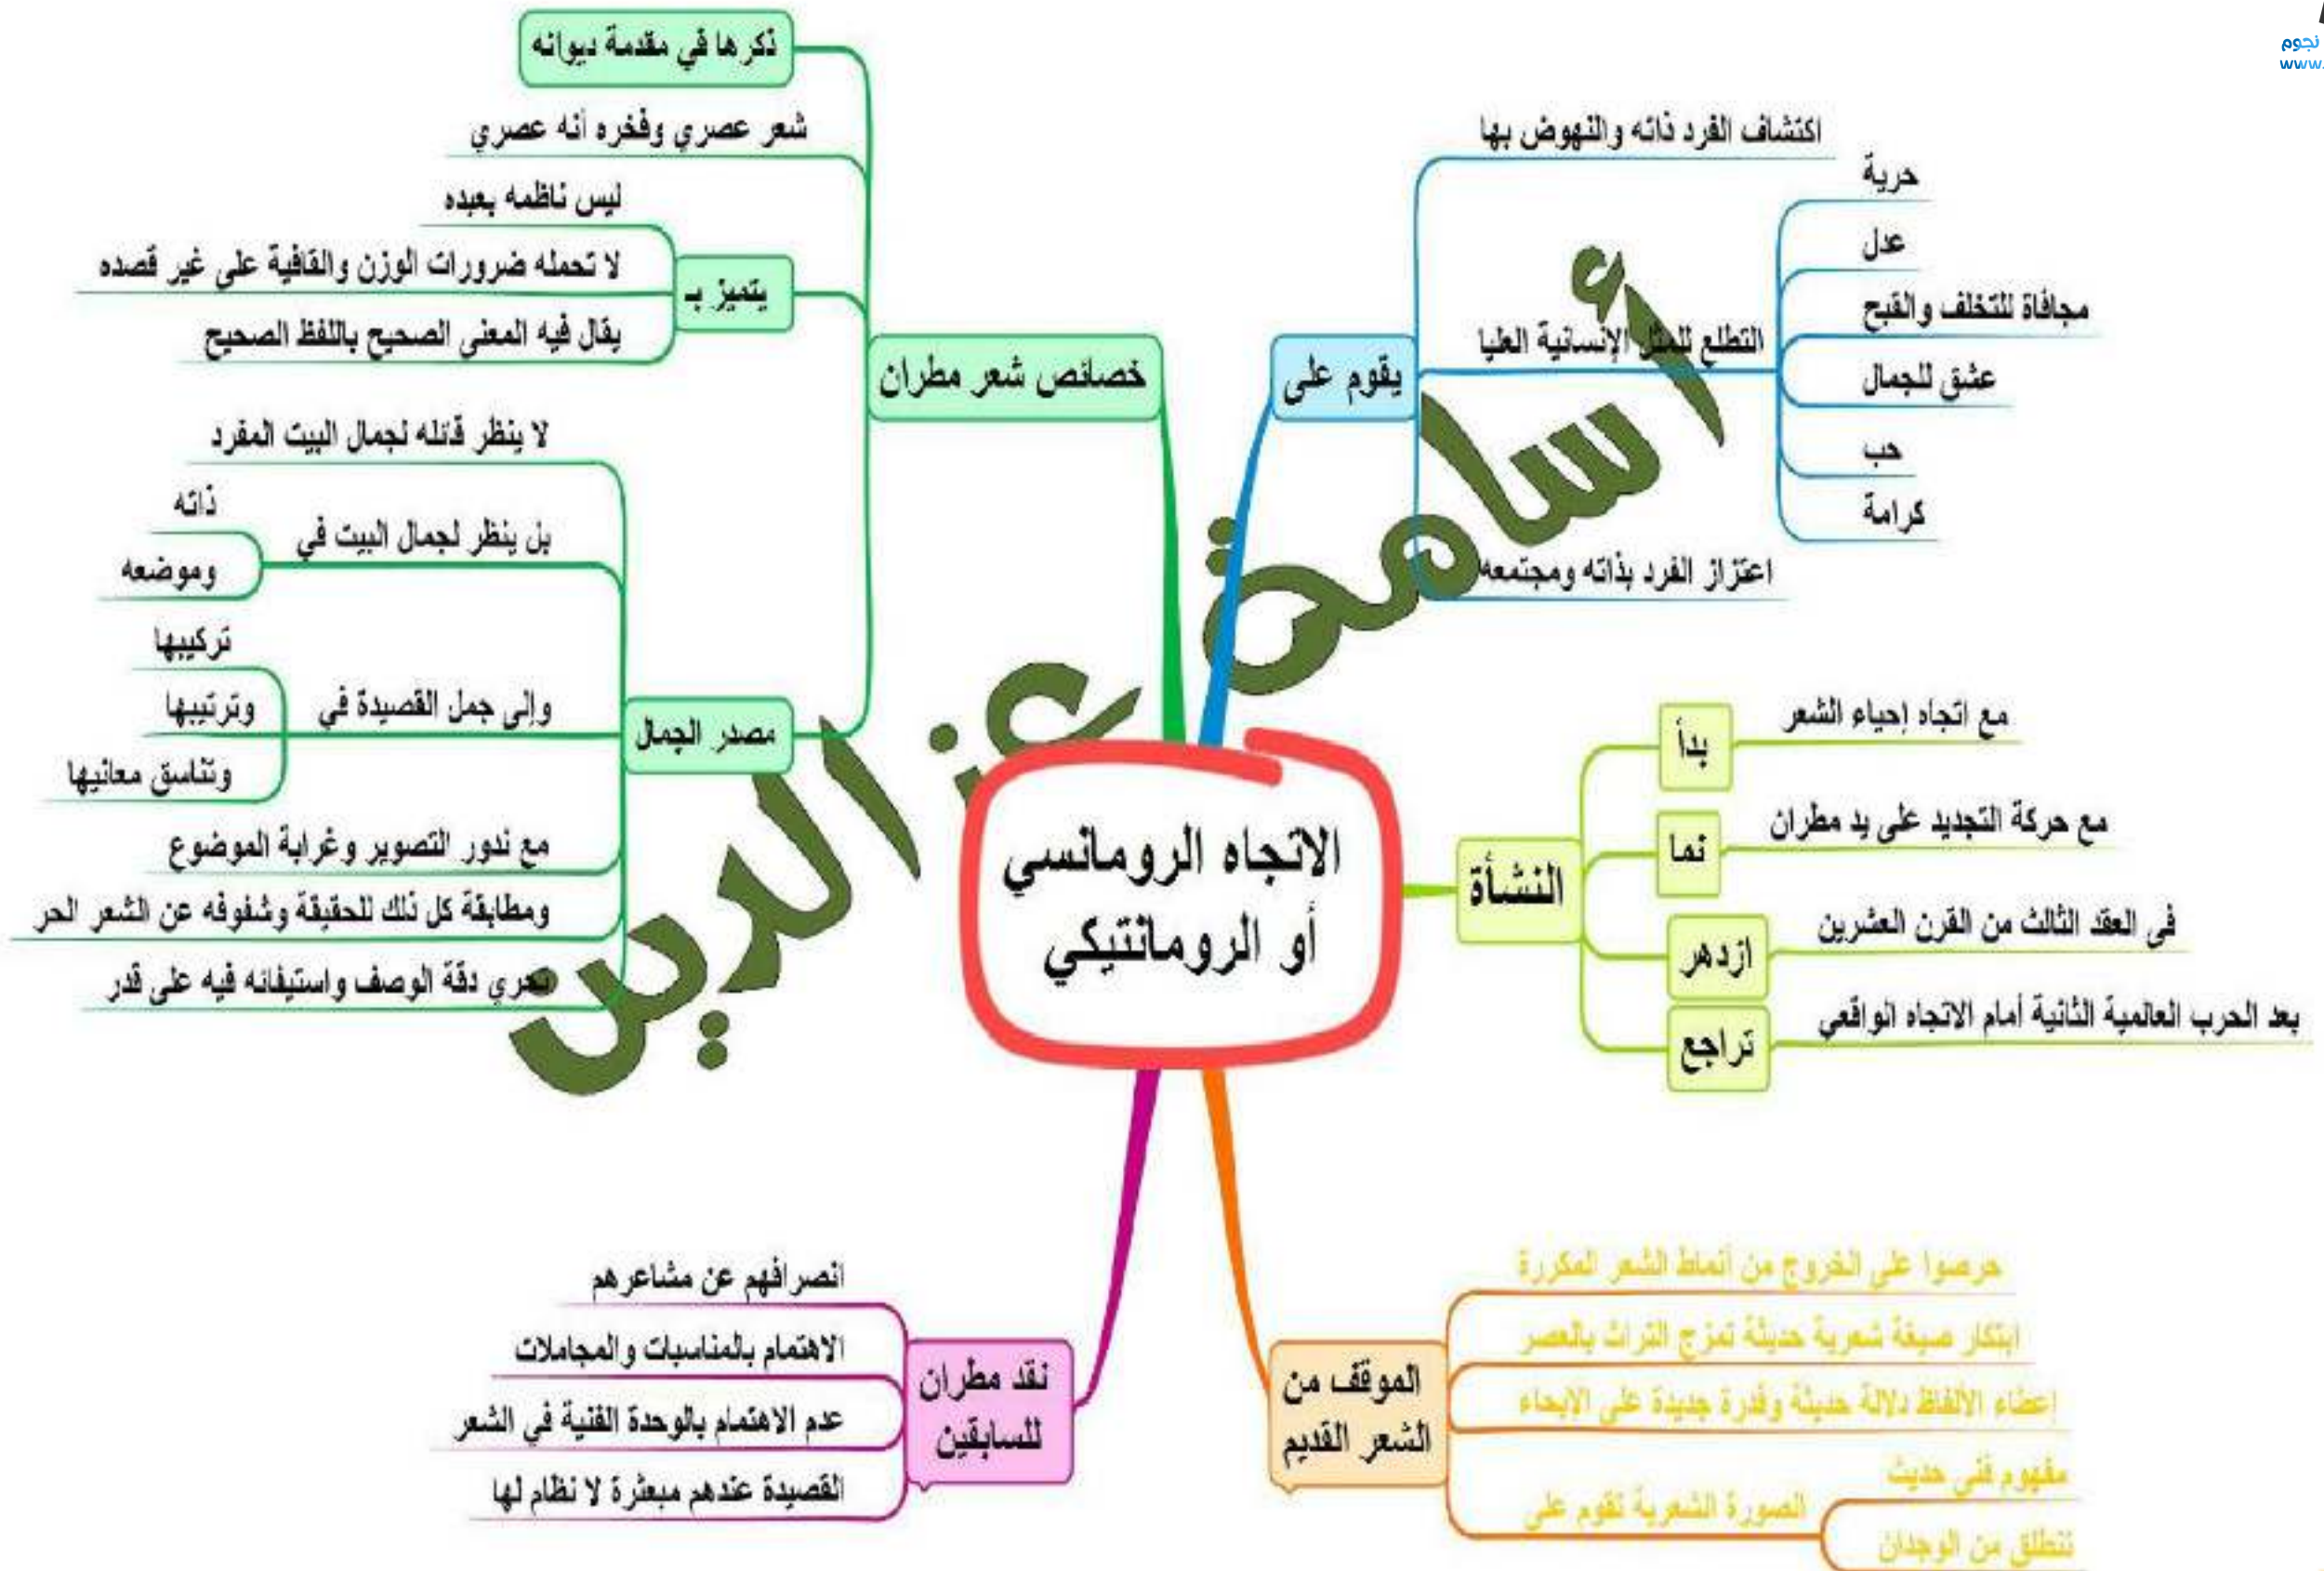 نجوم
www.
الاتجاه الرومانسي
أو الرومانتيكي
يقوم على
اكتشاف الفرد ذاته والنهوض بها
التطلع للمثل الإنسانية العليا
حرية
عدل
مجافاة للتخلف والقبح
عشق للجمال
حب
كرامة
اعتزاز الفرد بذاته ومجتمعه
النشأة
بدأ
مع اتجاه إحياء الشعر
نما
مع حركة التجديد على يد مطران
ازدهر
فى العقد الثالث من القرن العشرين
تراجع
بعد الحرب العالمية الثانية أمام الاتجاه الواقعي
الموقف من
الشعر القديم
حرصوا على الخروج من أنماط الشعر المكررة
ابتكار صيغة شعرية حديثة تمزج التراث بالعصر
إعطاء الألفاظ دلالة حديثة وقدرة جديدة على الإيحاء
الصورة الشعرية تقوم على
مفهوم فني حديث
تنطلق من الوجدان
نقد مطران
للسابقين
انصرافهم عن مشاعرهم
الاهتمام بالمناسبات والمجاملات
عدم الاهتمام بالوحدة الفنية في الشعر
القصيدة عندهم مبعثرة لا نظام لها
خصائص شعر مطران
ذكرها في مقدمة ديوانه
شعر عصري وفخره أنه عصري
يتميز بـ
ليس ناظمه بعبده
لا تحمله ضرورات الوزن والقافية على غير قصده
يقال فيه المعنى الصحيح باللفظ الصحيح
مصدر الجمال
لا ينظر قائله لجمال البيت المفرد
بل ينظر لجمال البيت في
ذاته
وموضعه
وإلى جمل القصيدة في
تركيبها
وترتيبها
وتناسق معانيها
مع ندور التصوير وغرابة الموضوع
ومطابقة كل ذلك للحقيقة وشفوفه عن الشعر الحر
تحري دقة الوصف واستيفائه فيه على قدر
أسامة عز الدين